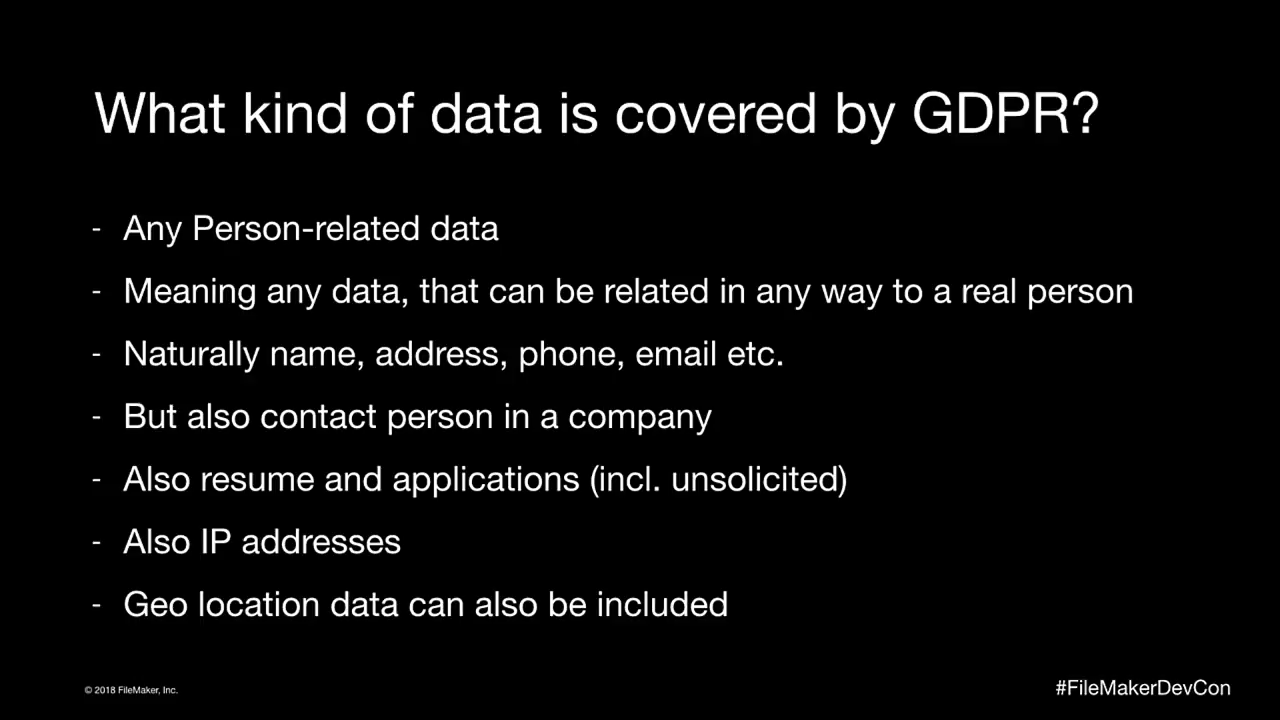 What kind of data is covered by GDPR?
- Any Person-related data
- Meaning any data, that can be related in any way to a real person
- Naturally name, address, phone, email etc.
- But also contact person in a company
- Also resume and applications (incl. unsolicited)
- Also IP addresses
- Geo location data can also be included
© 2018 FileMaker, Inc.
#FileMakerDevCon